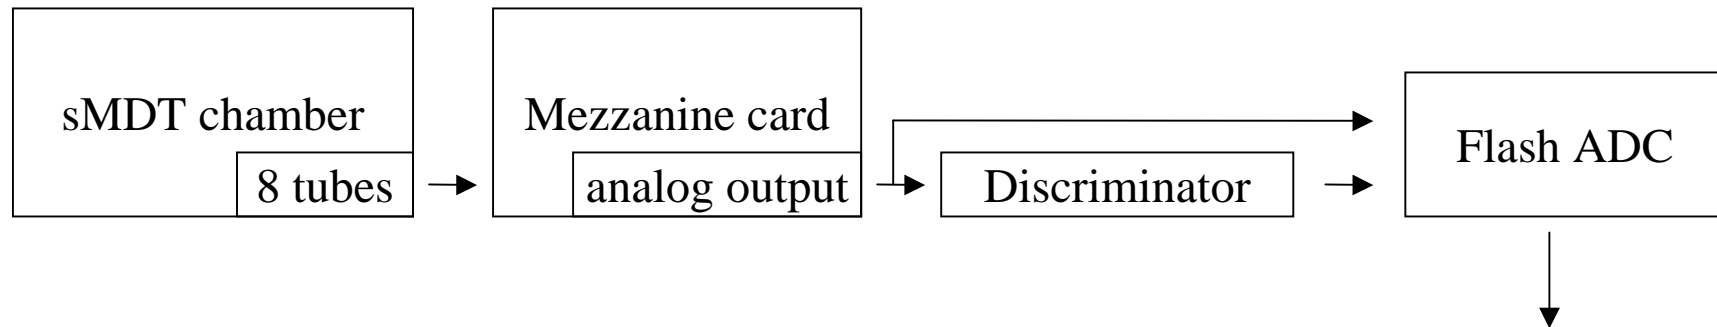 sMDT chamber
8 tubes
Mezzanine card
analog output
Discriminator
Flash ADC